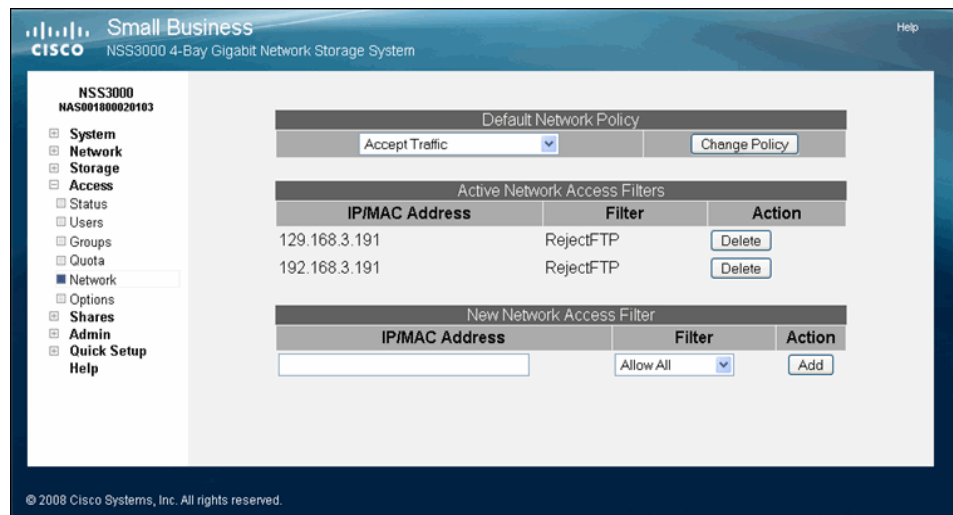 Small Business
CISCO NSS3000 4-Bay Gigabit Network Storage System
Help
NSS3000
NAS001800020103
System
Network
Storage
Access
Status
Users
Groups
Quota
Network
Options
Shares
Admin
Quick Setup
Help
Default Network Policy
Accept Traffic Change Policy
Active Network Access Filters
IP/MAC Address Filter Action
129.168.3.191 RejectFTP Delete
192.168.3.191 RejectFTP Delete
New Network Access Filter
IP/MAC Address Filter Action
Allow All Add
© 2008 Cisco Systems, Inc. All rights reserved.